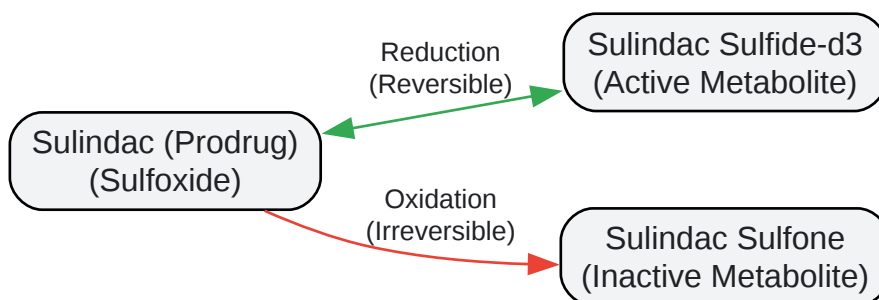 Reduction
(Reversible)
Sulindac Sulfide-d3
(Active Metabolite)
Sulindac (Prodrug)
(Sulfoxide)
Oxidation
(Irreversible)
Sulindac Sulfone
(Inactive Metabolite)